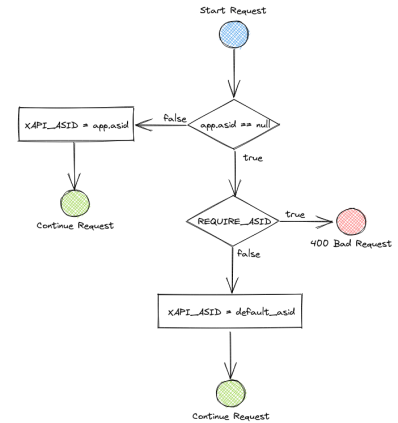 Start Request
app.asid == null
false
xAPI_ASID = app.asid
true
Continue Request
REQUIRE_ASID
true
400 Bad Request
false
xAPI_ASID = default_asid
Continue Request